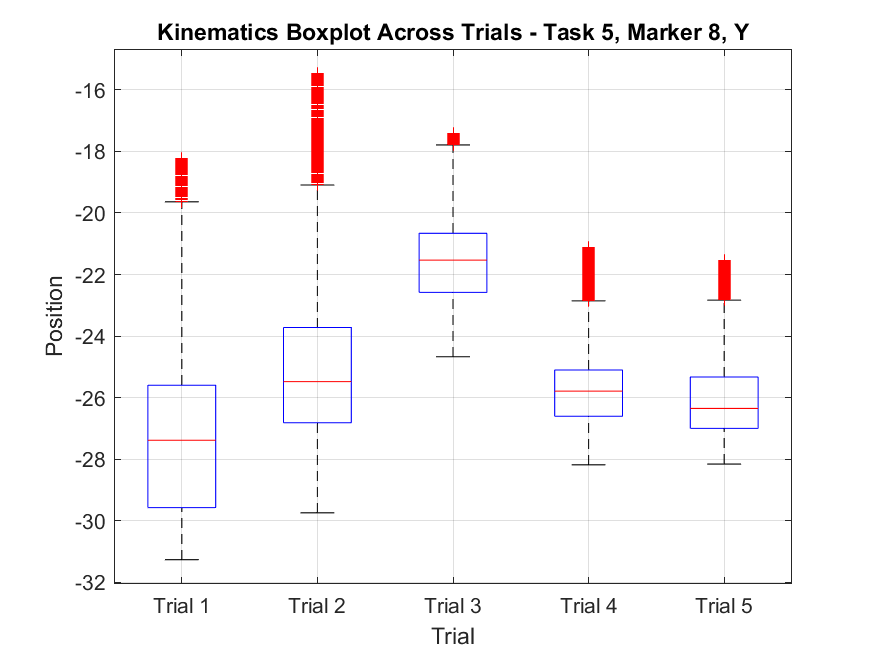 Kinematics Boxplot Across Trials - Task 5, Marker 8, Y
-16
-18
-20
-22
-24
-26
-28
-30
-32
Position
Trial 1 Trial 2 Trial 3 Trial 4 Trial 5
Trial